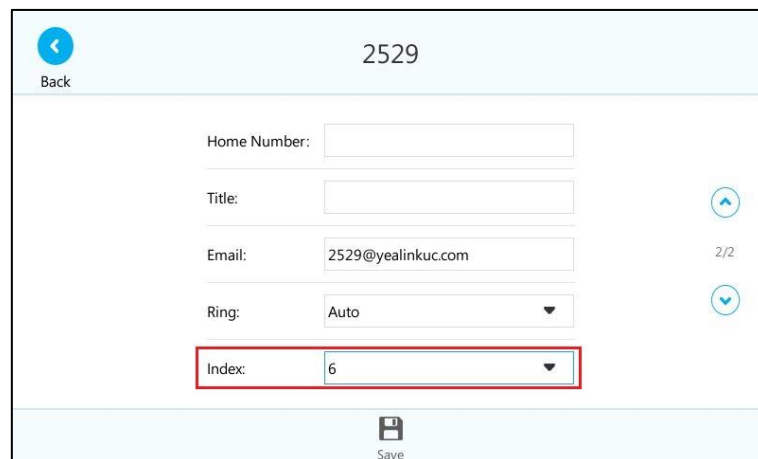 2529
Back
Home Number:
Title:
Email: 2529@yealinkuc.com
2/2
Ring: Auto
Index: 6
Save